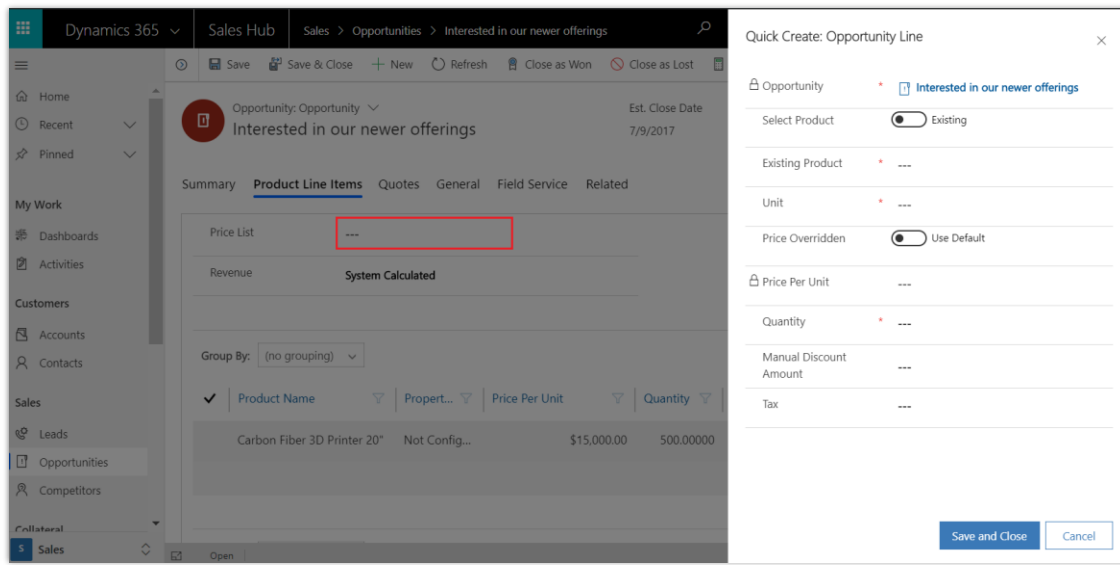 Dynamics 365
Sales Hub
Sales > Opportunities > Interested in our newer offerings
Save
Save & Close
New
Refresh
Close as Won
Close as Lost
Home
Recent
Pinned
My Work
Dashboards
Activities
Customers
Accounts
Contacts
Sales
Leads
Opportunities
Competitors
Collateral
S Sales
Opportunity: Opportunity
Interested in our newer offerings
Est. Close Date
7/9/2017
Summary Product Line Items Quotes General Field Service Related
Price List ---
Revenue System Calculated
Group By: (no grouping)
Product Name Propert... Price Per Unit Quantity
Carbon Fiber 3D Printer 20" Not Config... $15,000.00 500.00000
Open
Quick Create: Opportunity Line
Opportunity * Interested in our newer offerings
Select Product Existing
Existing Product * ---
Unit * ---
Price Overridden Use Default
Price Per Unit ---
Quantity * ---
Manual Discount
Amount ---
Tax ---
Save and Close Cancel